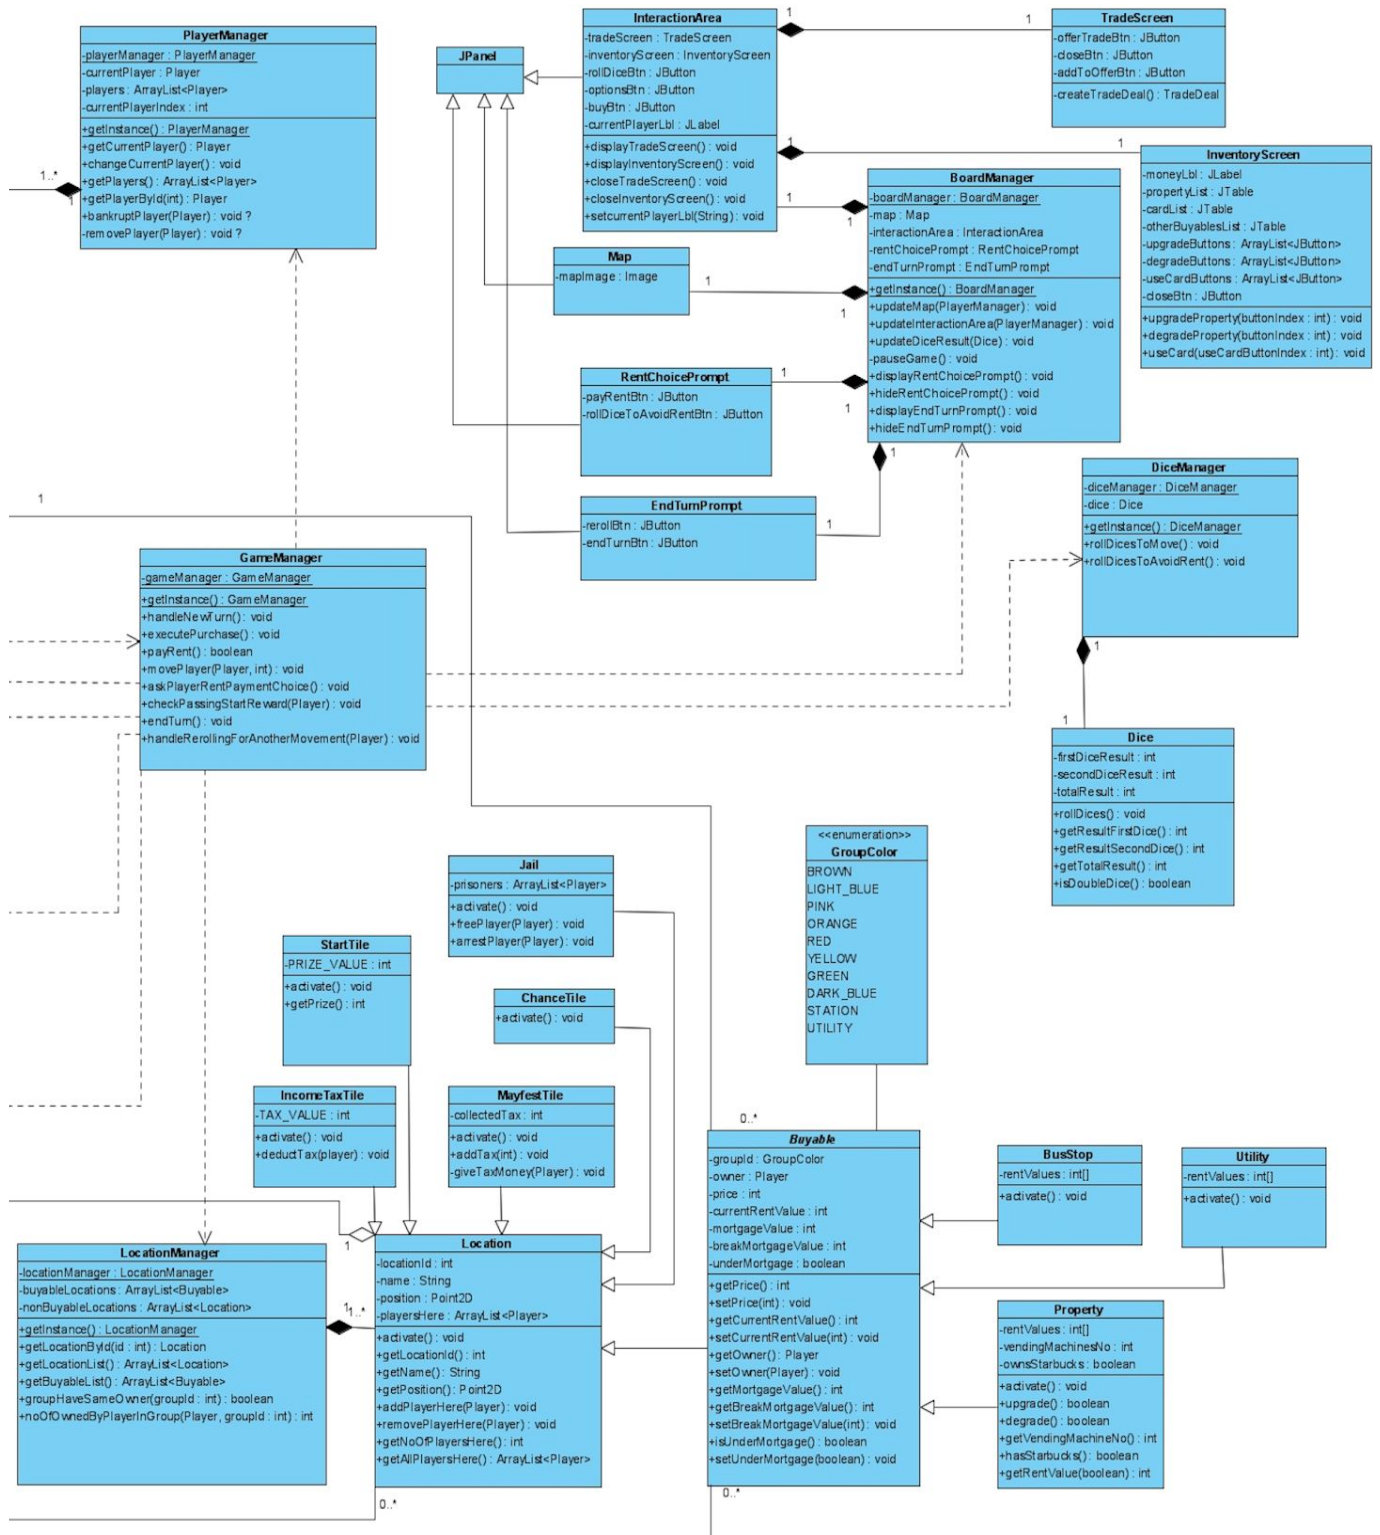 PlayerManager
-playerManager : PlayerManager
-currentPlayer : Player
-players : ArrayList<Player>
-currentPlayerIndex : int
+getInstance() : PlayerManager
+getCurrentPlayer() : Player
+changeCurrentPlayer() : void
+getPlayers() : ArrayList<Player>
+getPlayerById(int) : Player
+bankruptPlayer(Player) : void ?
-removePlayer(Player) : void ?
1..*
1
JPanel
InteractionArea
-tradeScreen : TradeScreen
-inventoryScreen : InventoryScreen
-rollDiceBtn : JButton
-optionsBtn : JButton
-buyBtn : JButton
-currentPlayerLbl : JLabel
+displayTradeScreen() : void
+displayInventoryScreen() : void
+closeTradeScreen() : void
+closeInventoryScreen() : void
+setcurrentPlayerLbl(String) : void
1
1
TradeScreen
-offerTradeBtn : JButton
-closeBtn : JButton
-addToOfferBtn : JButton
-createTradeDeal() : TradeDeal
1
1
InventoryScreen
-moneyLbl : JLabel
-propertyList : JTable
-cardList : JTable
-otherBuyablesList : JTable
-upgradeButtons : ArrayList<JButton>
-degradeButtons : ArrayList<JButton>
-useCardButtons : ArrayList<JButton>
-closeBtn : JButton
+upgradeProperty(buttonIndex : int) : void
+degradeProperty(buttonIndex : int) : void
+useCard(useCardButtonIndex : int) : void
BoardManager
-boardManager : BoardManager
-map : Map
-interactionArea : InteractionArea
-rentChoicePrompt : RentChoicePrompt
-endTurnPrompt : EndTurnPrompt
+getInstance() : BoardManager
+updateMap(PlayerManager) : void
+updateInteractionArea(PlayerManager) : void
+updateDiceResult(Dice) : void
-pauseGame() : void
+displayRentChoicePrompt() : void
+hideRentChoicePrompt() : void
+displayEndTurnPrompt() : void
+hideEndTurnPrompt() : void
1
1
Map
-mapImage : Image
1
1
RentChoicePrompt
-payRentBtn : JButton
-rollDiceToAvoidRentBtn : JButton
1
1
EndTurnPrompt
-rerollBtn : JButton
-endTurnBtn : JButton
1
1
DiceManager
-diceManager : DiceManager
-dice : Dice
+getInstance() : DiceManager
+rollDicesToMove() : void
+rollDicesToAvoidRent() : void
1
1
Dice
-firstDiceResult : int
-secondDiceResult : int
-totalResult : int
+rollDices() : void
+getResultFirstDice() : int
+getResultSecondDice() : int
+getTotalResult() : int
+isDoubleDice() : boolean
1
GameManager
-gameManager : GameManager
+getInstance() : GameManager
+handleNewTurn() : void
+executePurchase() : void
+payRent() : boolean
+movePlayer(Player, int) : void
+askPlayerRentPaymentChoice() : void
+checkPassingStartReward(Player) : void
+endTurn() : void
+handleRerollingForAnotherMovement(Player) : void
<<enumeration>>
GroupColor
BROWN
LIGHT_BLUE
PINK
ORANGE
RED
YELLOW
GREEN
DARK_BLUE
STATION
UTILITY
Jail
-prisoners : ArrayList<Player>
+activate() : void
+freePlayer(Player) : void
+arrestPlayer(Player) : void
StartTile
-PRIZE_VALUE : int
+activate() : void
+getPrize() : int
ChanceTile
+activate() : void
IncomeTaxTile
-TAX_VALUE : int
+activate() : void
+deductTax(player) : void
MayfestTile
-collectedTax : int
+activate() : void
+addTax(int) : void
-giveTaxMoney(Player) : void
0..*
Buyable
-groupId : GroupColor
-owner : Player
-price : int
-currentRentValue : int
-mortgageValue : int
-breakMortgageValue : int
-underMortgage : boolean
+getPrice() : int
+setPrice(int) : void
+getCurrentRentValue() : int
+setCurrentRentValue(int) : void
+getOwner() : Player
+setOwner(Player) : void
+getMortgageValue() : int
+getBreakMortgageValue() : int
+setBreakMortgageValue(int) : void
+isUnderMortgage() : boolean
+setUnderMortgage(boolean) : void
0..*
BusStop
-rentValues : int[]
+activate() : void
Utility
-rentValues : int[]
+activate() : void
Property
-rentValues : int[]
-vendingMachinesNo : int
-ownsStarbucks : boolean
+activate() : void
+upgrade() : boolean
+degrade() : boolean
+getVendingMachineNo() : int
+hasStarbucks() : boolean
+getRentValue(boolean) : int
1
Location
-locationId : int
-name : String
-position : Point2D
-playersHere : ArrayList<Player>
+activate() : void
+getLocationId() : int
+getName() : String
+getPosition() : Point2D
+addPlayerHere(Player) : void
+removePlayerHere(Player) : void
+getNoOfPlayersHere() : int
+getAllPlayersHere() : ArrayList<Player>
0..*
LocationManager
-locationManager : LocationManager
-buyableLocations : ArrayList<Buyable>
-nonBuyableLocations : ArrayList<Location>
+getInstance() : LocationManager
+getLocationById(id : int) : Location
+getLocationList() : ArrayList<Location>
+getBuyableList() : ArrayList<Buyable>
+groupHaveSameOwner(groupId : int) : boolean
+noOfOwnedByPlayerInGroup(Player, groupId : int) : int
1
1..*